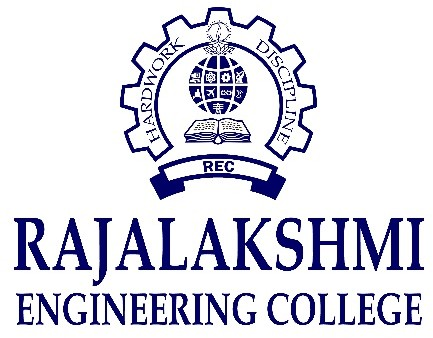 HARDWORK DISCIPLINE
REC
RAJALAKSHMI
ENGINEERING COLLEGE